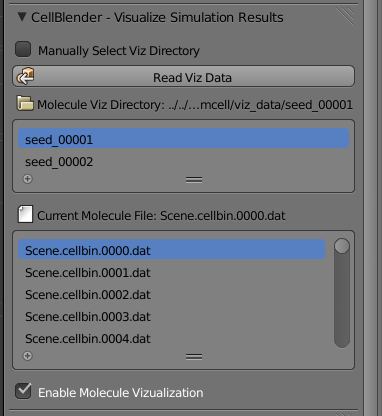 CellBlender - Visualize Simulation Results
Manually Select Viz Directory
Read Viz Data
Molecule Viz Directory: ../../...mcell/viz_data/seed_00001
seed_00001
seed_00002
Current Molecule File: Scene.cellbin.0000.dat
Scene.cellbin.0000.dat
Scene.cellbin.0001.dat
Scene.cellbin.0002.dat
Scene.cellbin.0003.dat
Scene.cellbin.0004.dat
Enable Molecule Vizualization